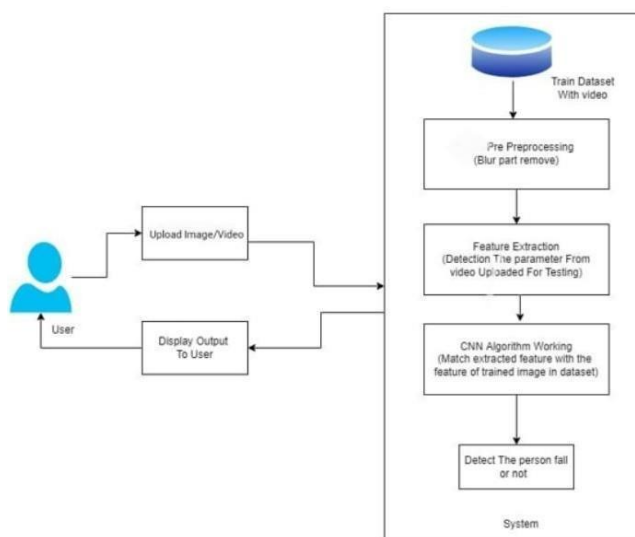 Train Dataset
With video
Pre Preprocessing
(Blur part remove)
Upload Image/Video
Feature Extraction
(Detection The parameter From
video Uploaded For Testing)
User
Display Output
To User
CNN Algorithm Working
(Match extracted feature with the
feature of trained image in dataset)
Detect The person fall
or not
System